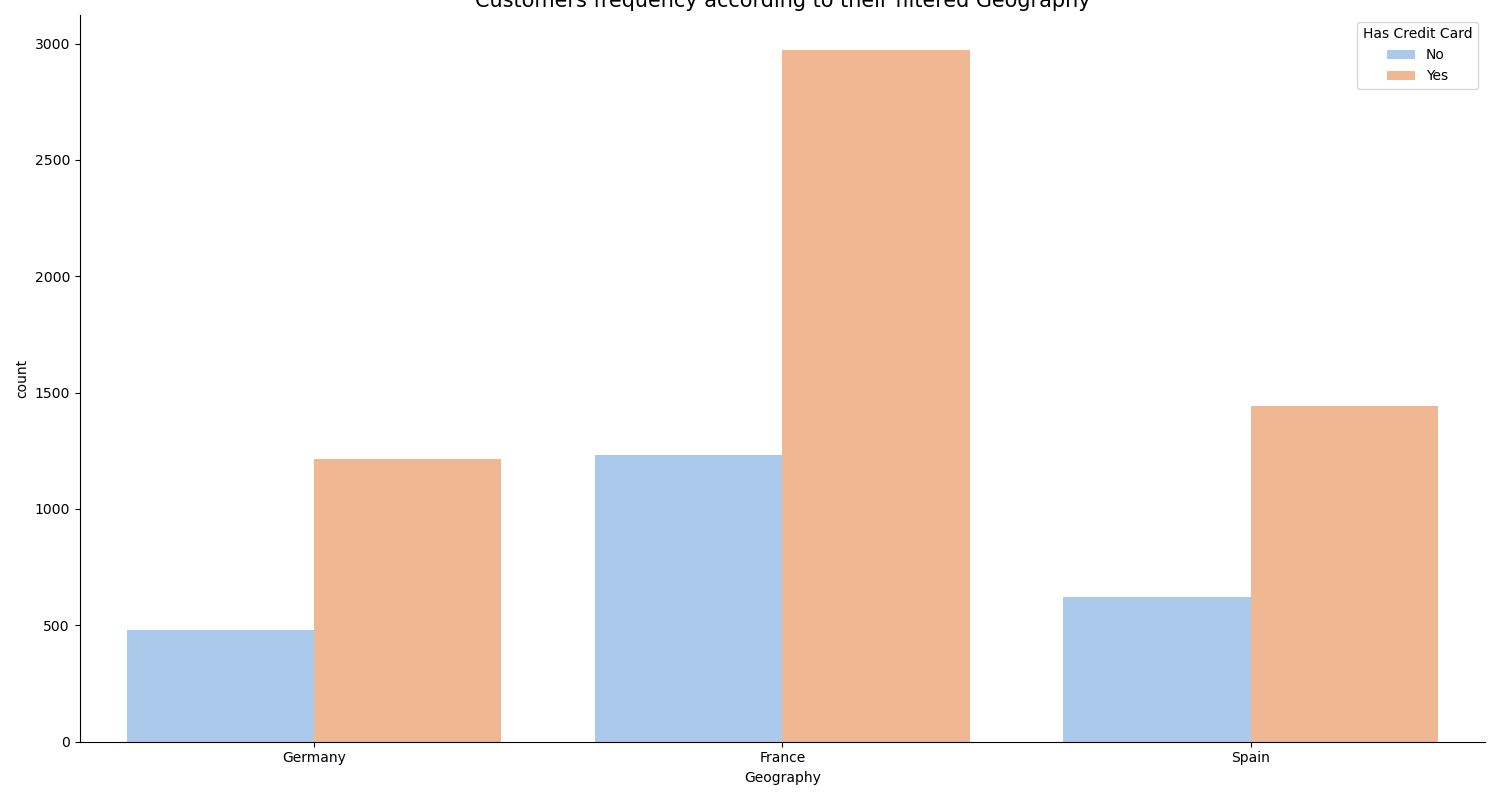 Customers frequency according to their filtered Geography
Has Credit Card
No
Yes
3000
2500
2000
1500
1000
500
0
count
Germany
France
Spain
Geography